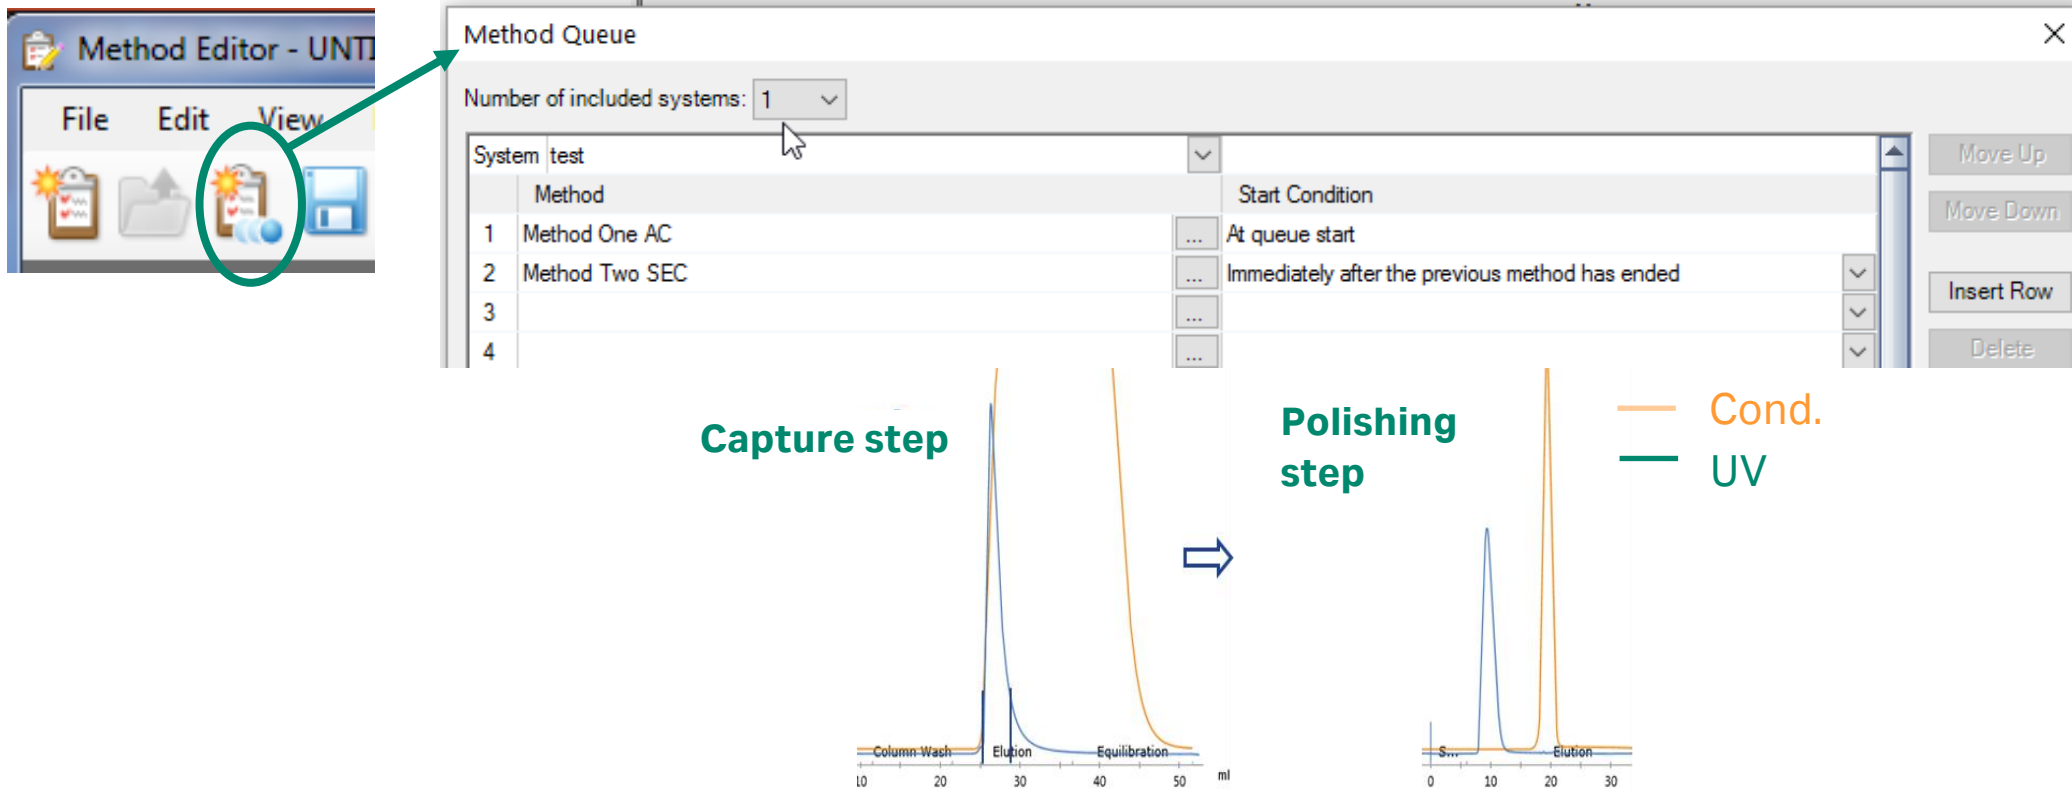 Method Editor - UNTI
File Edit View
Method Queue
Number of included systems: 1
System test
Method Start Condition
1 Method One AC ... At queue start
2 Method Two SEC ... Immediately after the previous method has ended
3 ...
4 ...
Move Up
Move Down
Insert Row
Delete
Capture step
Polishing
step
Cond.
UV
Column Wash Elution Equilibration
10 20 30 40 50 ml
S... Elution
0 10 20 30